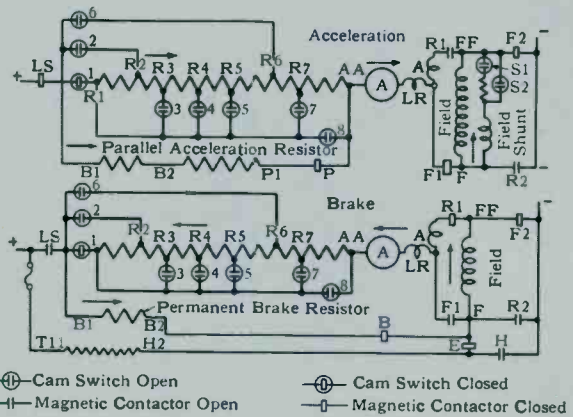 6
Acceleration
2
R2
R6
R1 FF F2 -
LS
+ 1 R3 R4 R5 R7 AA A
R1
A
LR
S1
S2
3 4 5 7
8
Field
Field Shunt
Parallel Acceleration Resistor
B1 B2 P1 P
F1 F R2
6
Brake
2
R2
R6
R1 FF F2 -
LS
+ 1 R3 R4 R5 R7 AA A
A
LR
3 4 5 7
8
Field
Permanent Brake Resistor
B1 B2
B
F1 F R2
T11 H2
E H
Cam Switch Open
Cam Switch Closed
Magnetic Contactor Open
Magnetic Contactor Closed